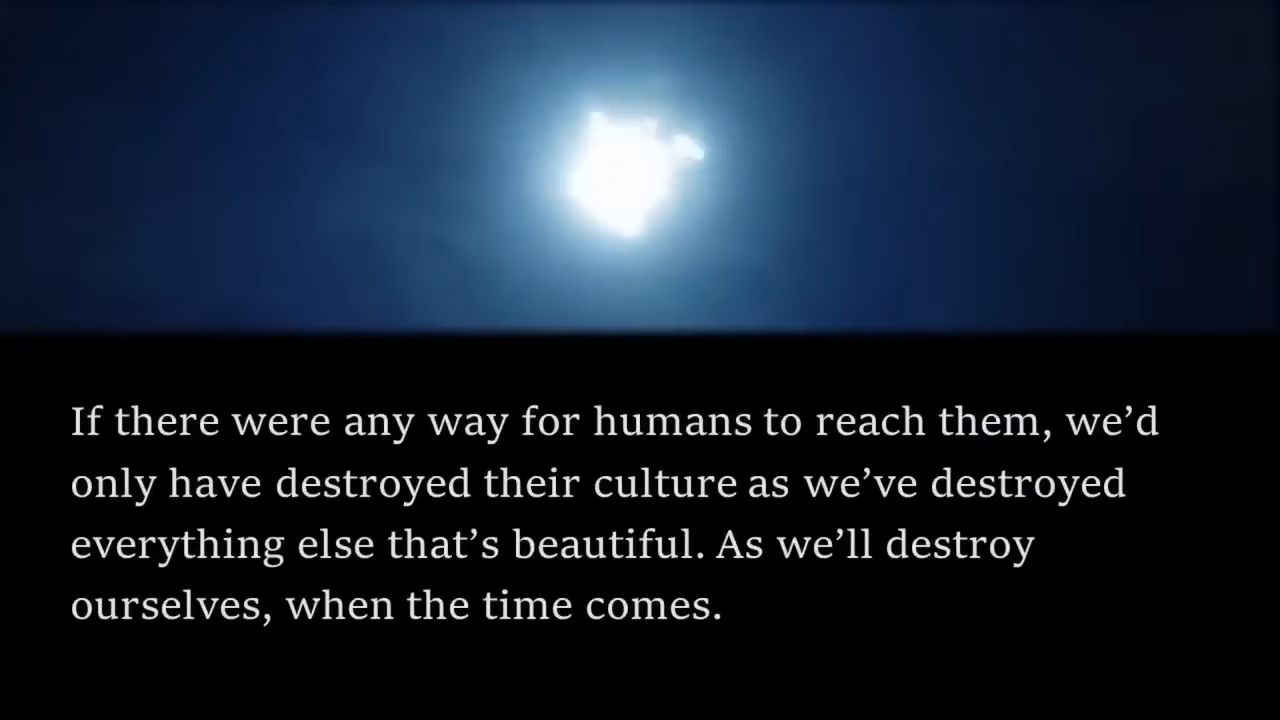 If there were any way for humans to reach them, we’d
only have destroyed their culture as we’ve destroyed
everything else that’s beautiful. As we’ll destroy
ourselves, when the time comes.